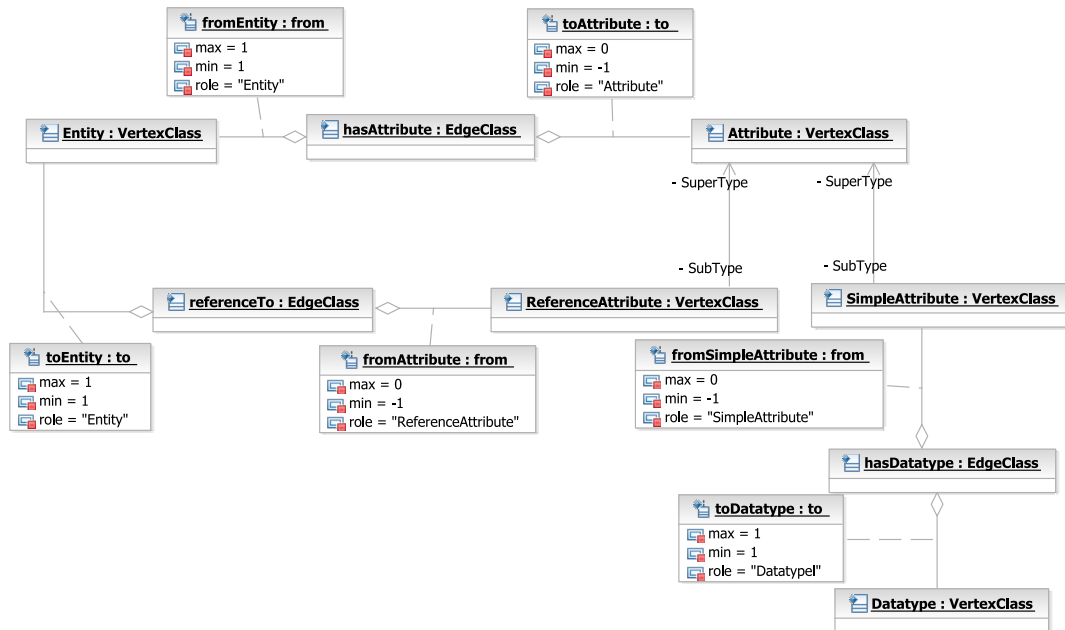 fromEntity : from
max = 1
min = 1
role = "Entity"
toAttribute : to
max = 0
min = -1
role = "Attribute"
Entity : VertexClass
hasAttribute : EdgeClass
Attribute : VertexClass
- SuperType
- SuperType
- SubType
- SubType
referenceTo : EdgeClass
ReferenceAttribute : VertexClass
SimpleAttribute : VertexClass
toEntity : to
max = 1
min = 1
role = "Entity"
fromAttribute : from
max = 0
min = -1
role = "ReferenceAttribute"
fromSimpleAttribute : from
max = 0
min = -1
role = "SimpleAttribute"
hasDatatype : EdgeClass
toDatatype : to
max = 1
min = 1
role = "Datatypel"
Datatype : VertexClass